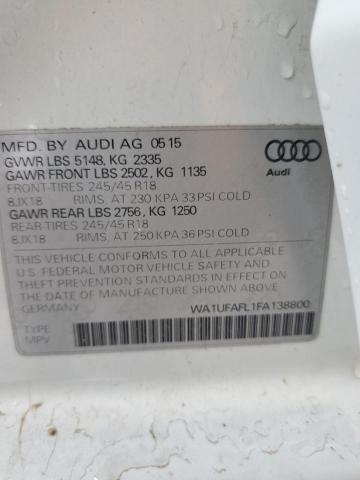 MFD. BY AUDI AG 05 15
GVWR LBS 5148, KG 2335
GAWR FRONT LBS 2502, KG 1135
FRONT-TIRES 245/45 R18
8JX18 RIMS, AT 230 KPA 33 PSI COLD
GAWR REAR LBS 2756, KG 1250
REAR-TIRES 245/45 R18
8JX18 RIMS, AT 250 KPA 36 PSI COLD
Audi
THIS VEHICLE CONFORMS TO ALL APPLICABLE
U.S. FEDERAL MOTOR VEHICLE SAFETY AND
THEFT PREVENTION STANDARDS IN EFFECT ON
THE DATE OF MANUFACTURE SHOWN ABOVE.
WA1UFAFL1FA138800
TYPE
MPV